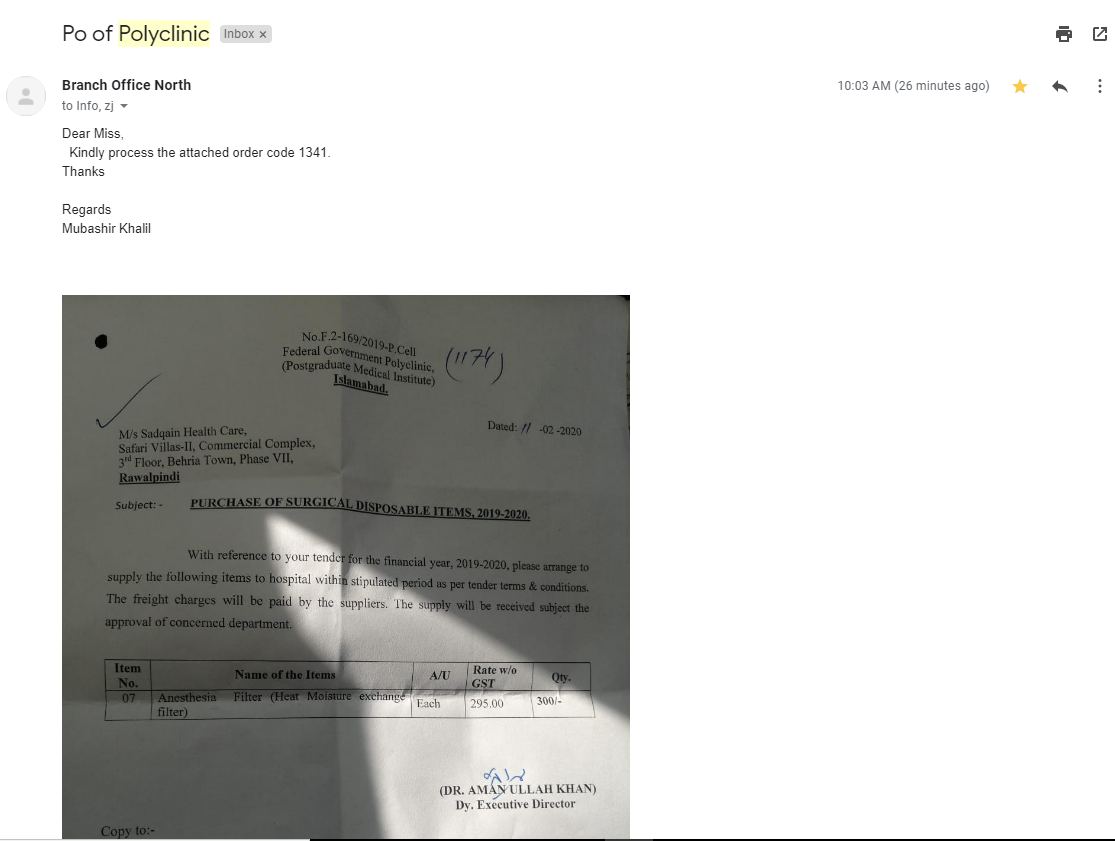 Po of Polyclinic Inbox ×
Branch Office North
10:03 AM (26 minutes ago)
to Info, zj
Dear Miss,
Kindly process the attached order code 1341.
Thanks
Regards
Mubashir Khalil
No.F.2-169/2019-P.Cell
Federal Government Polyclinic,
(Postgraduate Medical Institute)
Islamabad.
(1174)
Dated: 11 -02 -2020
M/s Sadqain Health Care,
Safari Villas-II, Commercial Complex,
3rd Floor, Behria Town, Phase VII,
Rawalpindi
Subject: - PURCHASE OF SURGICAL DISPOSABLE ITEMS, 2019-2020.
With reference to your tender for the financial year, 2019-2020, please arrange to
supply the following items to hospital within stipulated period as per tender terms & conditions.
The freight charges will be paid by the suppliers. The supply will be received subject the
approval of concerned department.
Item No. Name of the Items A/U Rate w/o GST Qty.
07 Anesthesia Filter (Heat Moisture exchange filter) Each 295.00 300/-
(DR. AMAN ULLAH KHAN)
Dy. Executive Director
Copy to:-